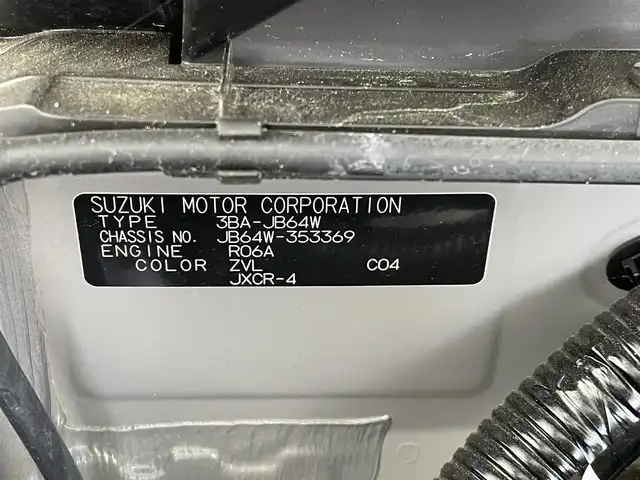 SUZUKI MOTOR CORPORATION
TYPE 3BA-JB64W
CHASSIS NO. JB64W-353369
ENGINE R06A
COLOR ZVL C04
JXCR-4